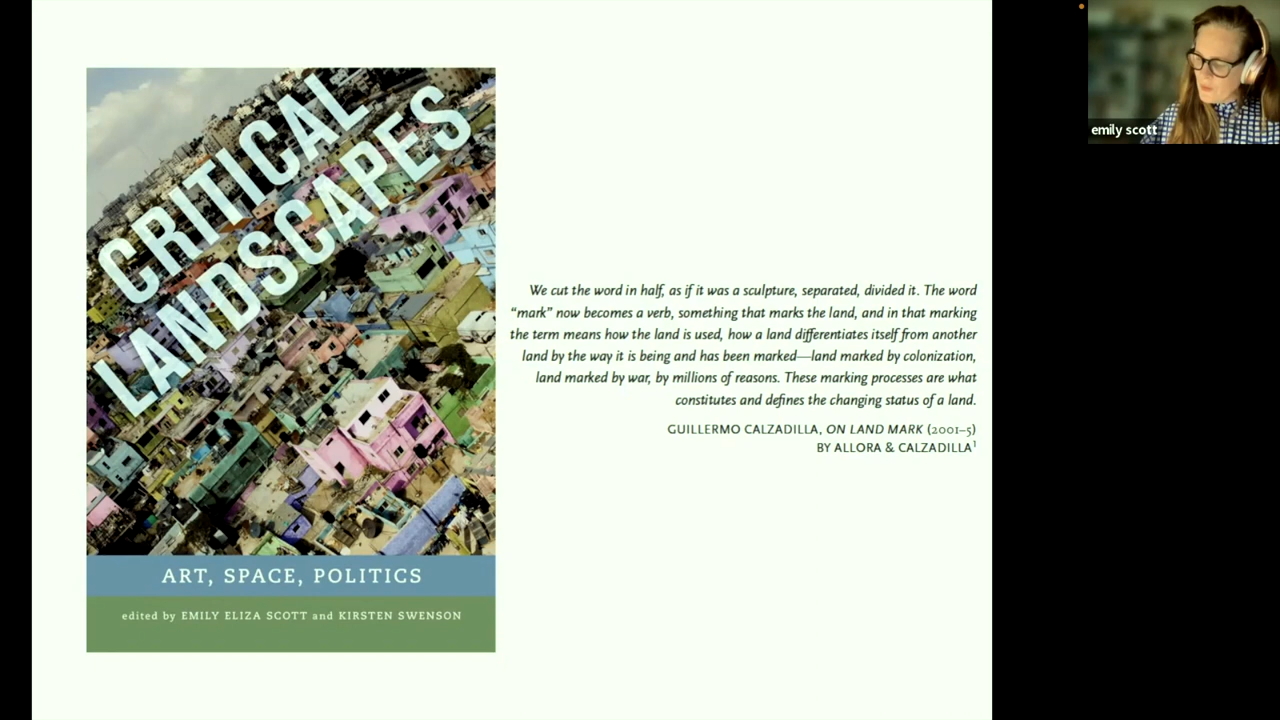 CRITICAL
LANDSCAPES
ART, SPACE, POLITICS
edited by EMILY ELIZA SCOTT and KIRSTEN SWENSON
We cut the word in half, as if it was a sculpture, separated, divided it. The word
“mark” now becomes a verb, something that marks the land, and in that marking
the term means how the land is used, how a land differentiates itself from another
land by the way it is being and has been marked—land marked by colonization,
land marked by war, by millions of reasons. These marking processes are what
constitutes and defines the changing status of a land.
GUILLERMO CALZADILLA, ON LAND MARK (2001–5)
BY ALLORA & CALZADILLA¹
emily scott